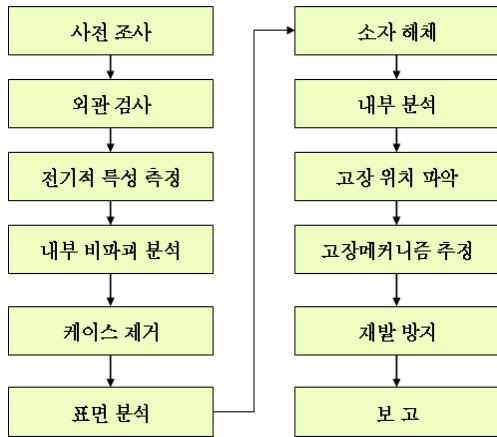 사전 조사
외관 검사
전기적 특성 측정
내부 비파괴 분석
케이스 제거
표면 분석
소자 해체
내부 분석
고장 위치 파악
고장메커니즘 추정
재발 방지
보 고